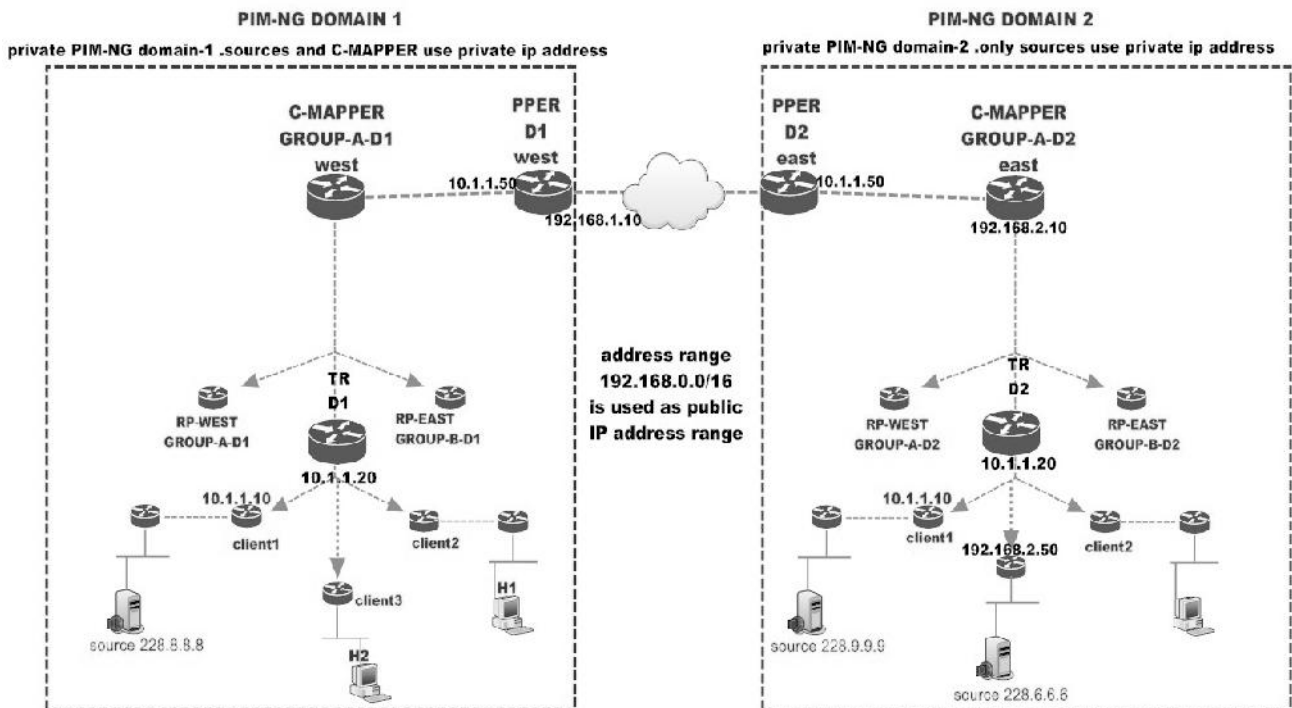 PIM-NG DOMAIN 1
private PIM-NG domain-1 .sources and C-MAPPER use private ip address
C-MAPPER
GROUP-A-D1
west
PPER
D1
west
10.1.1.50
192.168.1.10
TR
D1
RP-WEST
GROUP-A-D1
RP-EAST
GROUP-B-D1
10.1.1.20
10.1.1.10
client1
client2
client3
H1
H2
source 228.8.8.8
address range
192.168.0.0/16
is used as public
IP address range
PIM-NG DOMAIN 2
private PIM-NG domain-2 .only sources use private ip address
PPER
D2
east
10.1.1.50
C-MAPPER
GROUP-A-D2
east
192.168.2.10
TR
D2
RP-WEST
GROUP-A-D2
RP-EAST
GROUP-B-D2
10.1.1.20
10.1.1.10
client1
192.168.2.50
client2
source 228.9.9.9
source 228.6.6.6